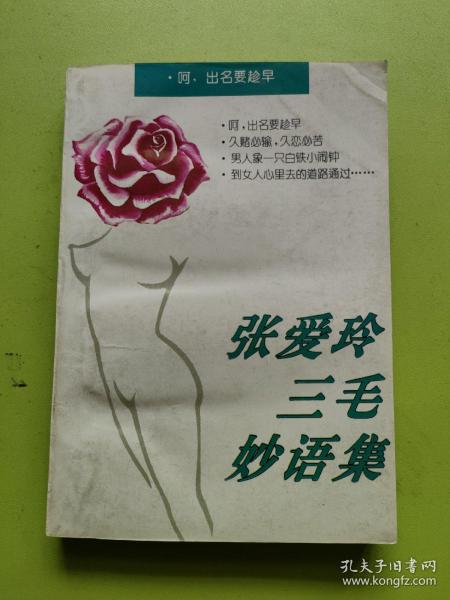 ·呵、出名要趁早
·呵,出名要趁早
·久赌必输,久恋必苦
·男人象一只白铁小闹钟
·到女人心里去的道路通过……
张爱玲
三毛
妙语集
孔夫子旧书网
www.kongfz.com